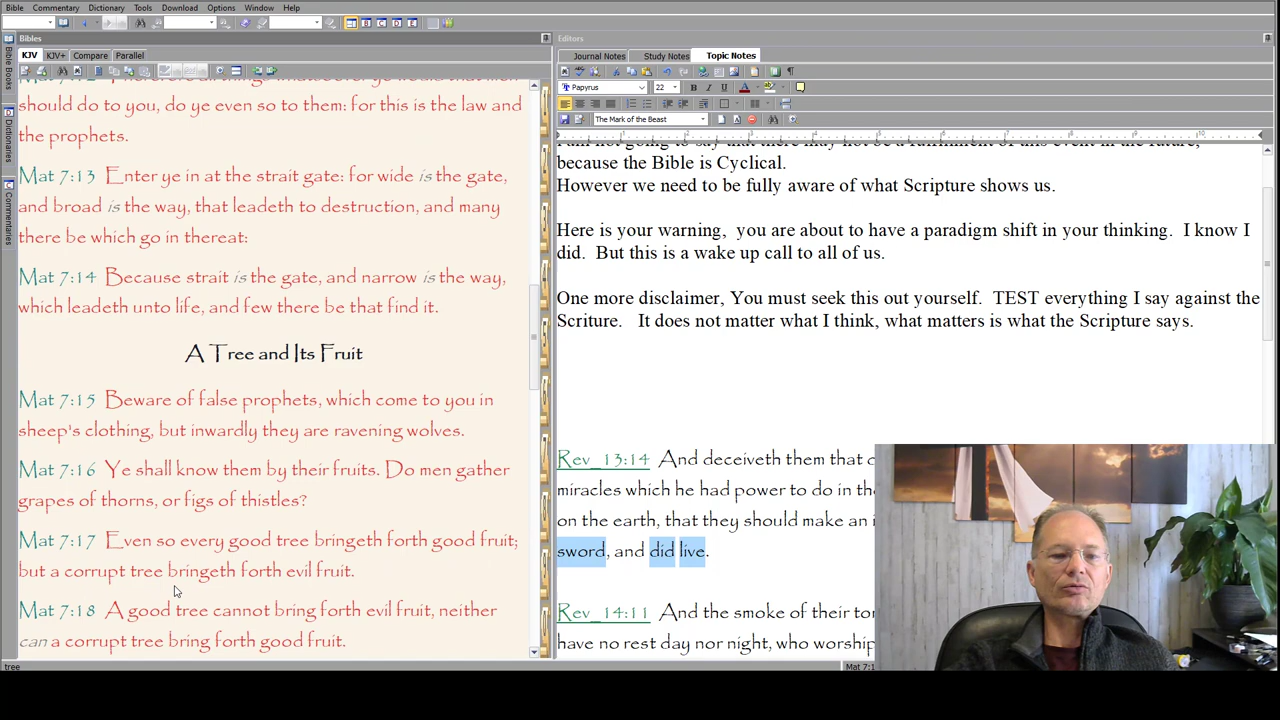 Bible Commentary Dictionary Tools Download Options Window Help
Bibles
KJV KJV+ Compare Parallel
should do to you, do ye even so to them: for this is the law and
the prophets.
Mat 7:13 Enter ye in at the strait gate: for wide is the gate,
and broad is the way, that leadeth to destruction, and many
there be which go in thereat:
Mat 7:14 Because strait is the gate, and narrow is the way,
which leadeth unto life, and few there be that find it.
A Tree and Its Fruit
Mat 7:15 Beware of false prophets, which come to you in
sheep's clothing, but inwardly they are ravening wolves.
Mat 7:16 Ye shall know them by their fruits. Do men gather
grapes of thorns, or figs of thistles?
Mat 7:17 Even so every good tree bringeth forth good fruit;
but a corrupt tree bringeth forth evil fruit.
Mat 7:18 A good tree cannot bring forth evil fruit, neither
can a corrupt tree bring forth good fruit.
tree
Bible Books
Dictionaries
Commentaries
Editors
Journal Notes Study Notes Topic Notes
Papyrus 22
The Mark of the Beast
because the Bible is Cyclical.
However we need to be fully aware of what Scripture shows us.
Here is your warning, you are about to have a paradigm shift in your thinking. I know I
did. But this is a wake up call to all of us.
One more disclaimer, You must seek this out yourself. TEST everything I say against the
Scriture. It does not matter what I think, what matters is what the Scripture says.
Rev_13:14 And deceiveth them that
miracles which he had power to do in the
on the earth, that they should make an
sword, and did live.
Rev_14:11 And the smoke of their
have no rest day nor night, who worship
Mat 7:1